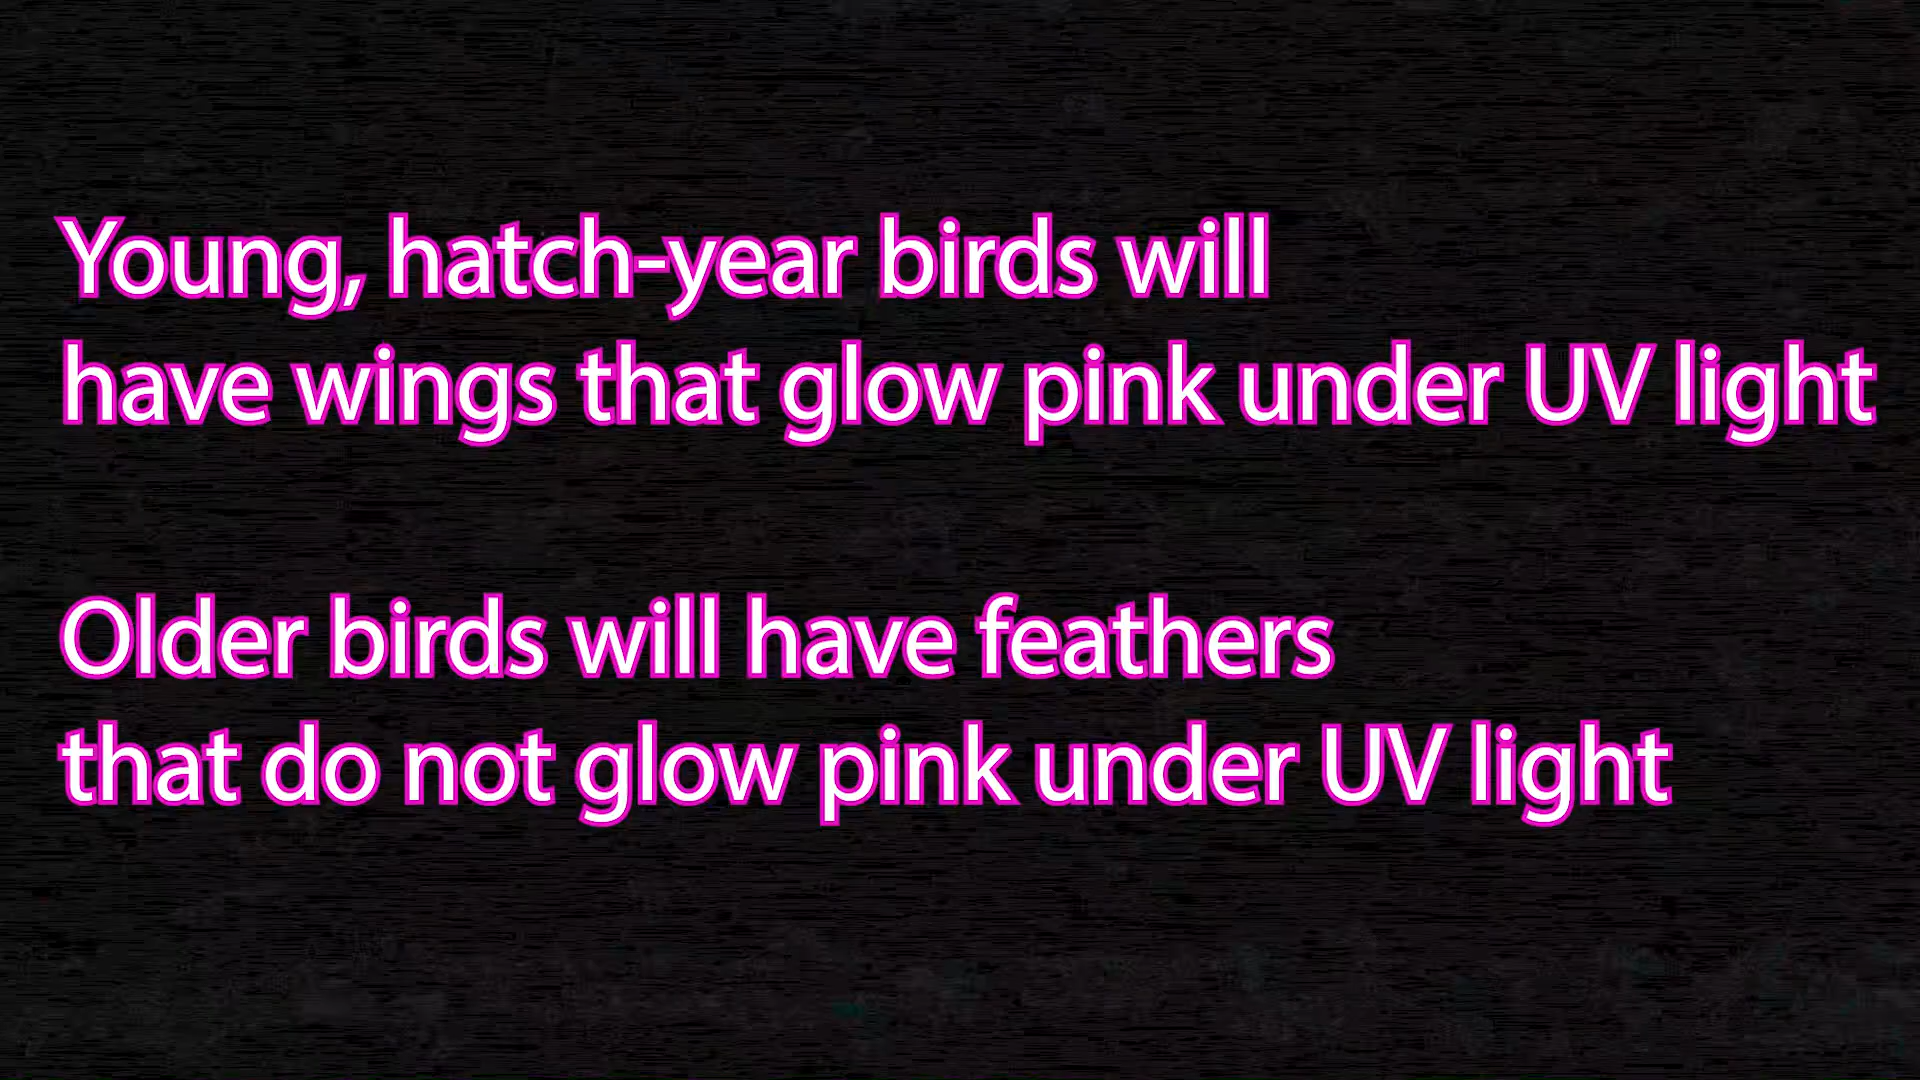 Young, hatch-year birds will
have wings that glow pink under UV light
Older birds will have feathers
that do not glow pink under UV light